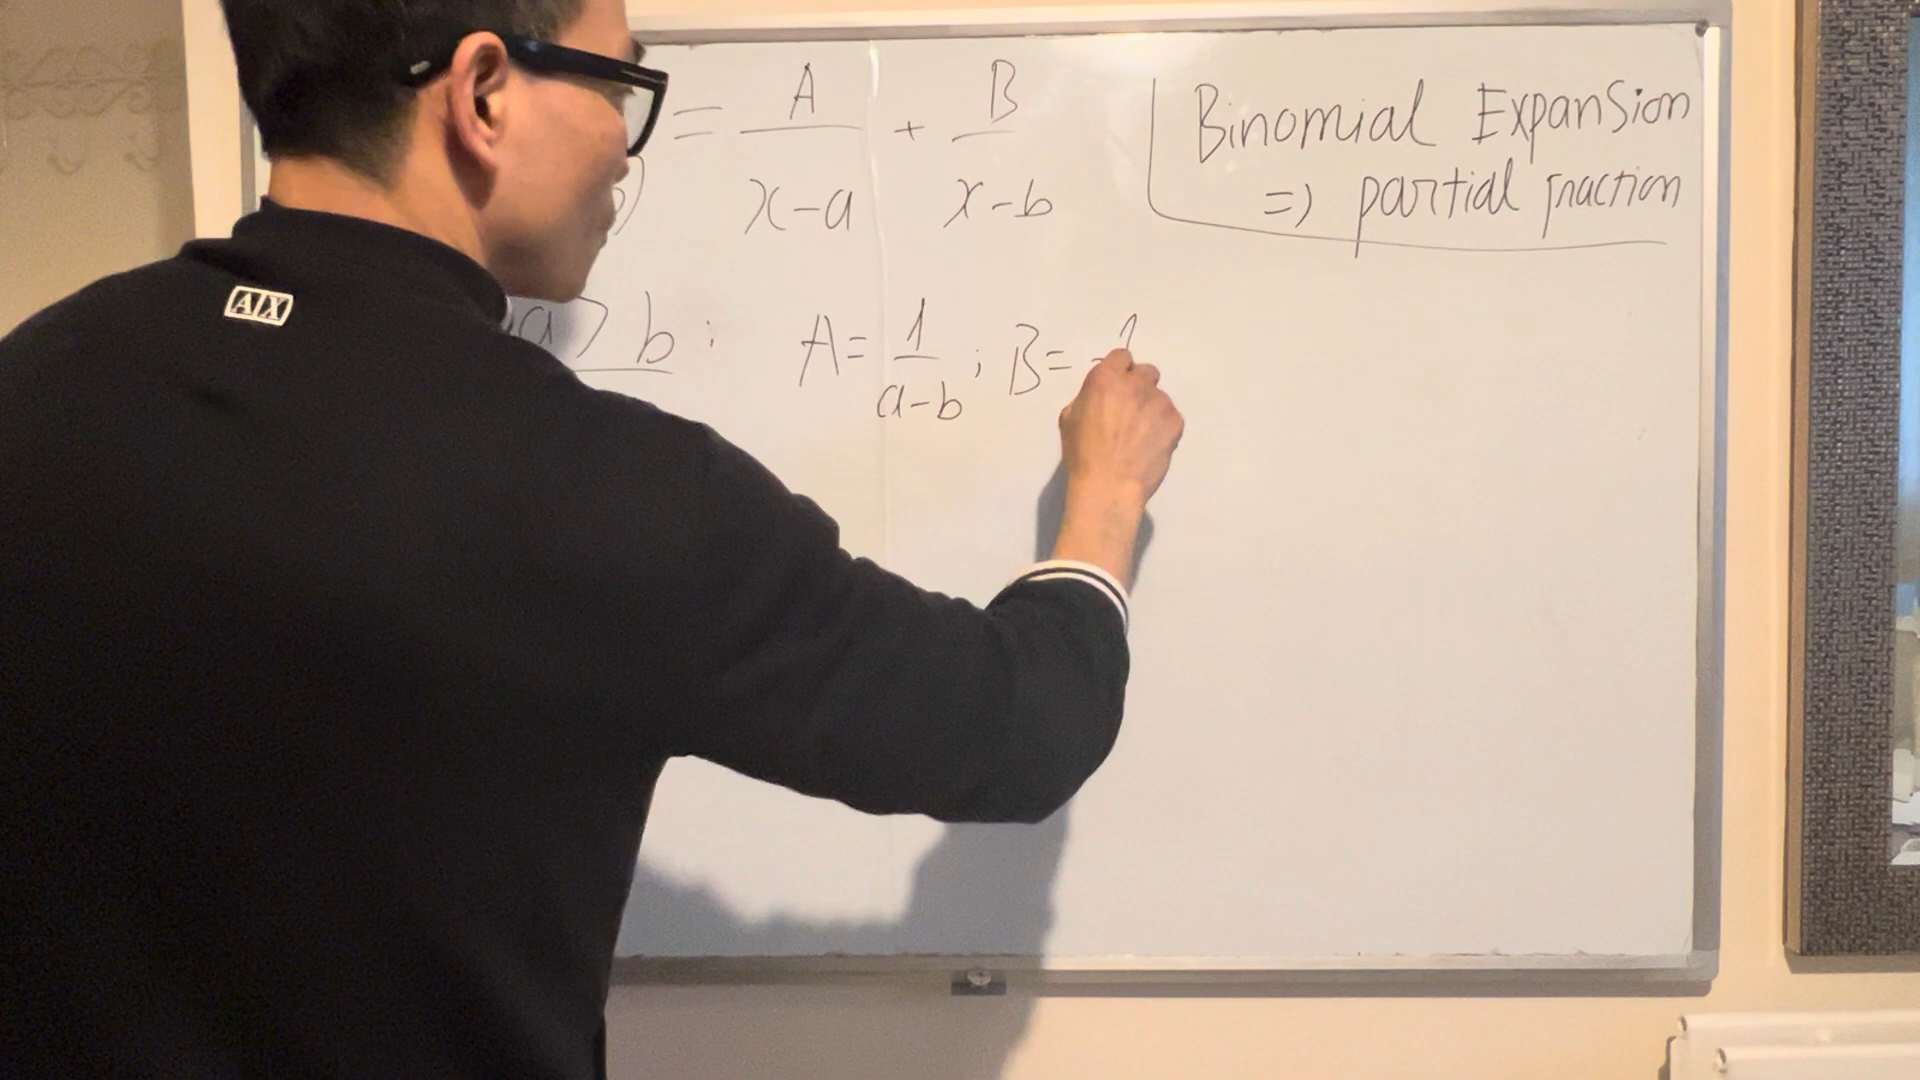 = A/(x-a) + B/(x-b)
Binomial Expansion
=> partial fraction
a > b : A = 1/(a-b) ; B =
A|X